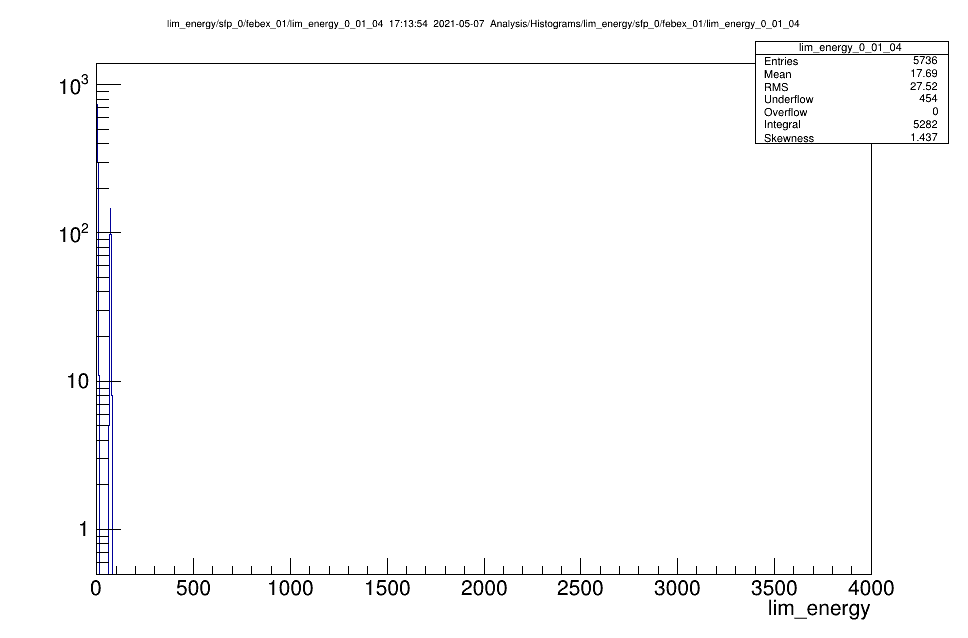 lim_energy/sfp_0/febex_01/lim_energy_0_01_04 17:13:54 2021-05-07 Analysis/Histograms/lim_energy/sfp_0/febex_01/lim_energy_0_01_04
lim_energy_0_01_04
Entries 5736
Mean 17.69
RMS 27.52
Underflow 454
Overflow 0
Integral 5282
Skewness 1.437
10³
10²
10
1
0 500 1000 1500 2000 2500 3000 3500 4000
lim_energy